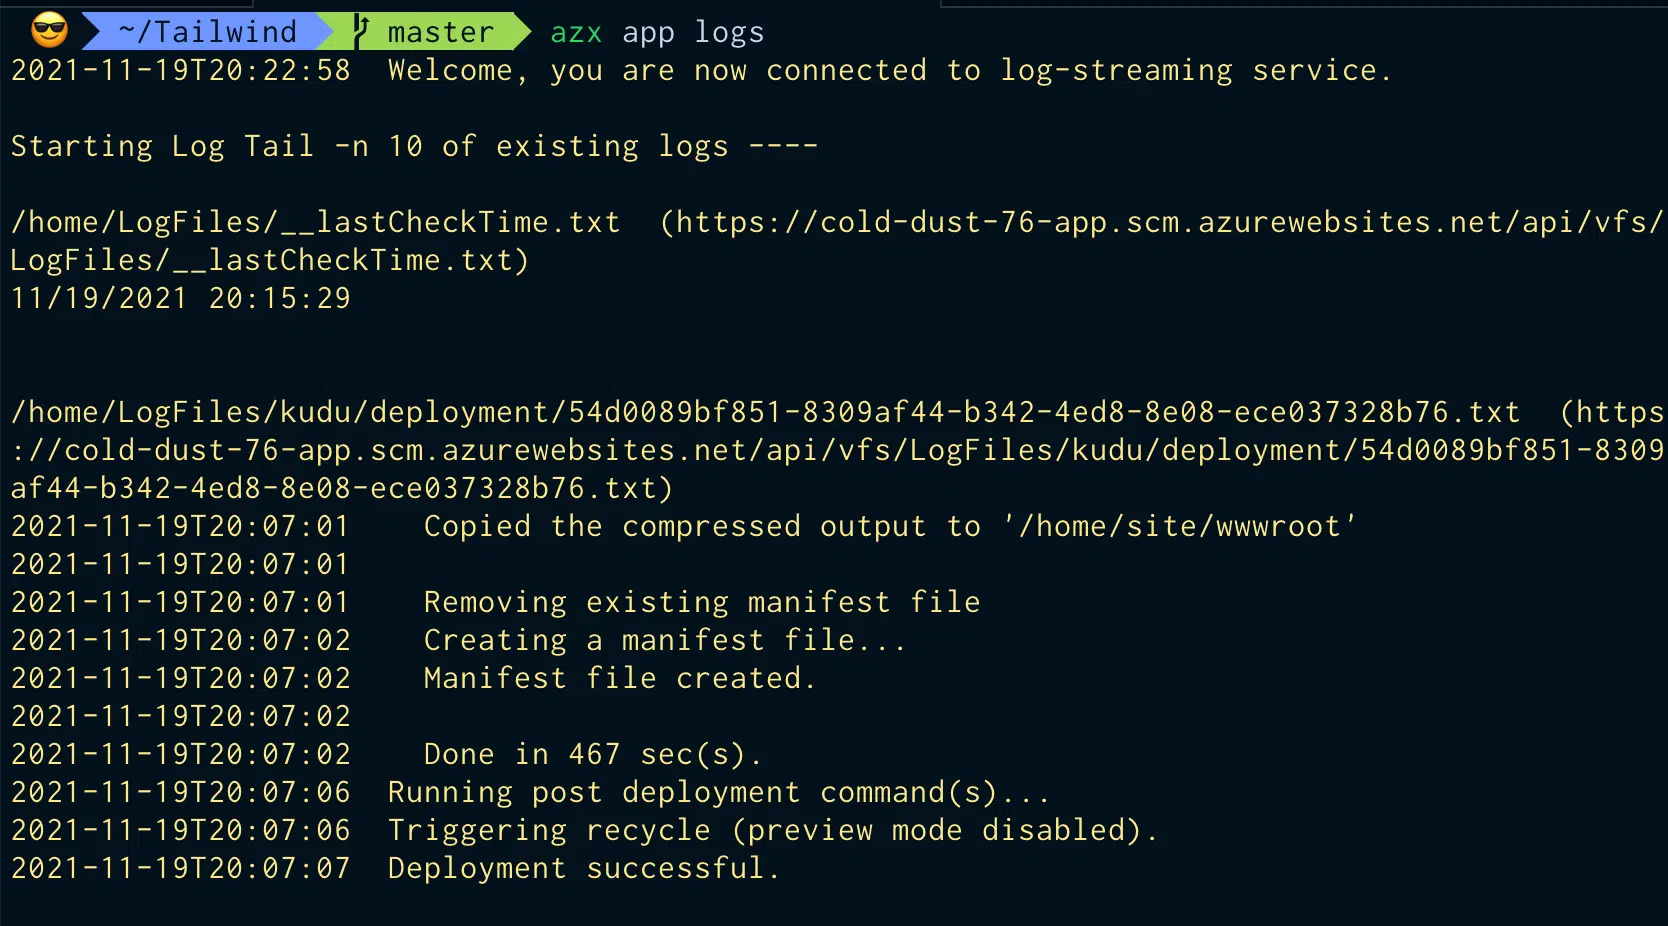 ~/Tailwind master azx app logs
2021-11-19T20:22:58  Welcome, you are now connected to log-streaming service.
Starting Log Tail -n 10 of existing logs ----
/home/LogFiles/__lastCheckTime.txt  (https://cold-dust-76-app.scm.azurewebsites.net/api/vfs/
LogFiles/__lastCheckTime.txt)
11/19/2021 20:15:29
/home/LogFiles/kudu/deployment/54d0089bf851-8309af44-b342-4ed8-8e08-ece037328b76.txt  (https
://cold-dust-76-app.scm.azurewebsites.net/api/vfs/LogFiles/kudu/deployment/54d0089bf851-8309
af44-b342-4ed8-8e08-ece037328b76.txt)
2021-11-19T20:07:01    Copied the compressed output to '/home/site/wwwroot'
2021-11-19T20:07:01
2021-11-19T20:07:01    Removing existing manifest file
2021-11-19T20:07:02    Creating a manifest file...
2021-11-19T20:07:02    Manifest file created.
2021-11-19T20:07:02
2021-11-19T20:07:02    Done in 467 sec(s).
2021-11-19T20:07:06  Running post deployment command(s)...
2021-11-19T20:07:06  Triggering recycle (preview mode disabled).
2021-11-19T20:07:07  Deployment successful.